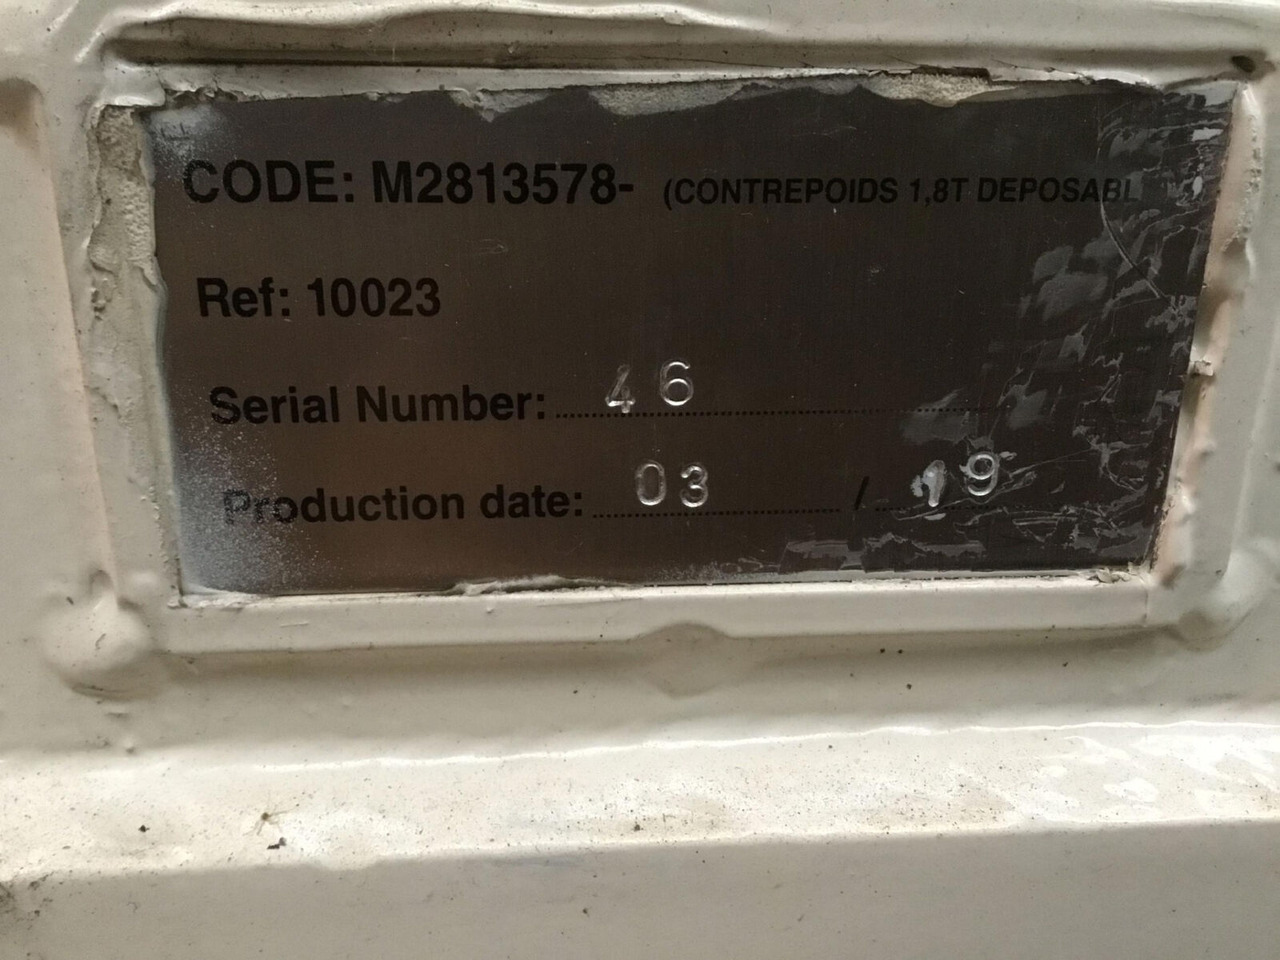 CODE: M2813578- (CONTREPOIDS 1,8T DEPOSABL
Ref: 10023
Serial Number: 46
Production date: 03 / 19